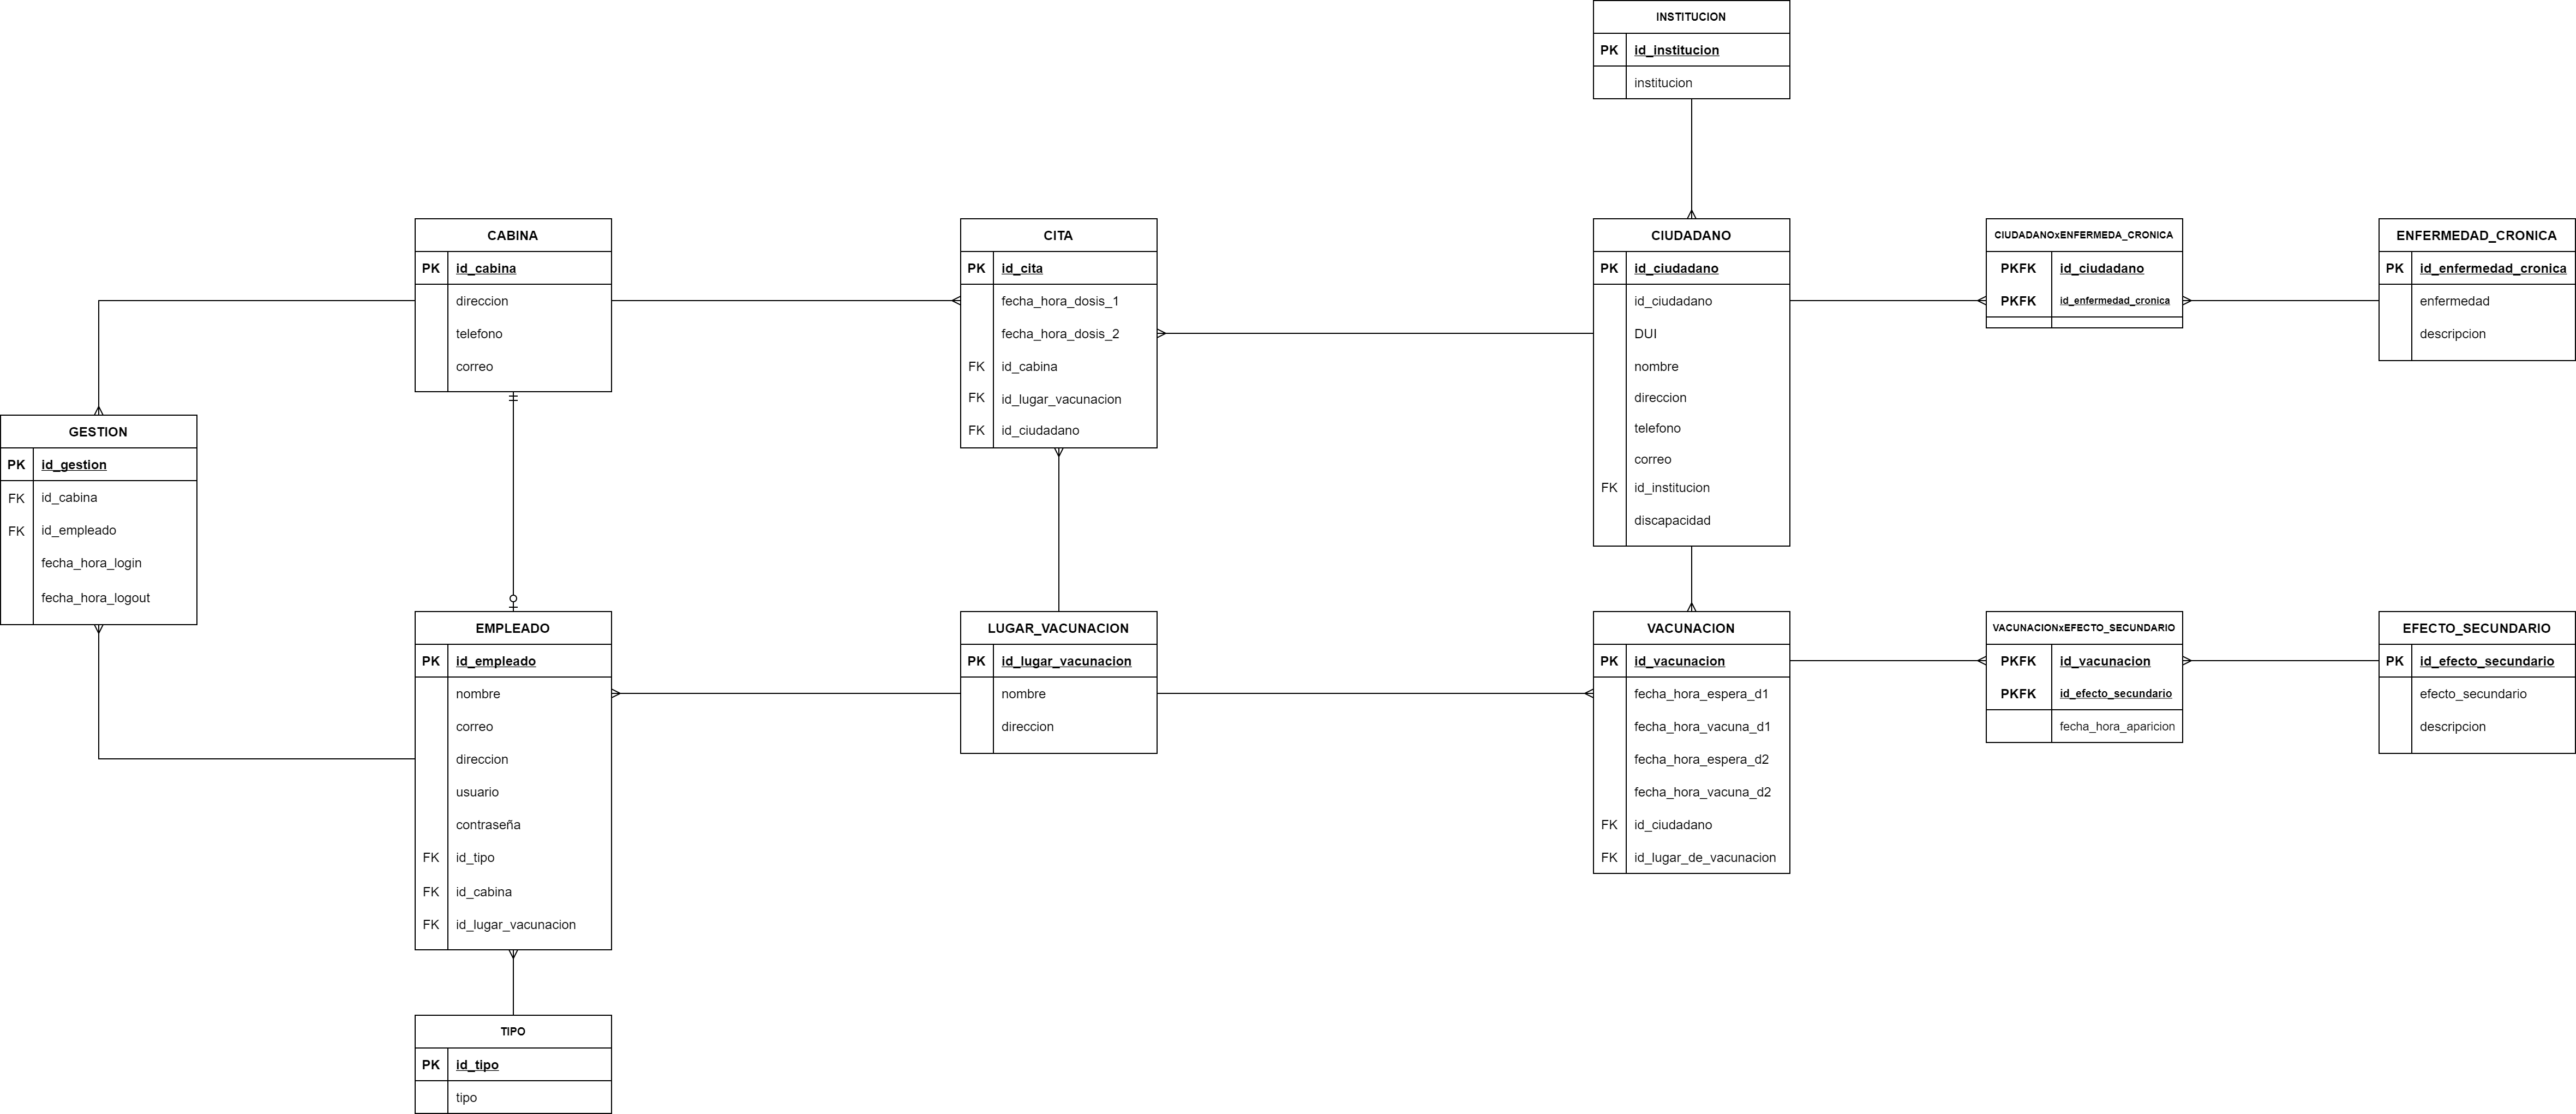 INSTITUCION
PK id_institucion
institucion
CABINA
PK id_cabina
direccion
telefono
correo
CITA
PK id_cita
fecha_hora_dosis_1
fecha_hora_dosis_2
FK id_cabina
FK id_lugar_vacunacion
FK id_ciudadano
CIUDADANO
PK id_ciudadano
id_ciudadano
DUI
nombre
direccion
telefono
correo
FK id_institucion
discapacidad
CIUDADANOxENFERMEDA_CRONICA
PKFK id_ciudadano
PKFK id_enfermedad_cronica
ENFERMEDAD_CRONICA
PK id_enfermedad_cronica
enfermedad
descripcion
GESTION
PK id_gestion
FK id_cabina
FK id_empleado
fecha_hora_login
fecha_hora_logout
EMPLEADO
PK id_empleado
nombre
correo
direccion
usuario
contraseña
FK id_tipo
FK id_cabina
FK id_lugar_vacunacion
LUGAR_VACUNACION
PK id_lugar_vacunacion
nombre
direccion
VACUNACION
PK id_vacunacion
fecha_hora_espera_d1
fecha_hora_vacuna_d1
fecha_hora_espera_d2
fecha_hora_vacuna_d2
FK id_ciudadano
FK id_lugar_de_vacunacion
VACUNACIONxEFECTO_SECUNDARIO
PKFK id_vacunacion
PKFK id_efecto_secundario
fecha_hora_aparicion
EFECTO_SECUNDARIO
PK id_efecto_secundario
efecto_secundario
descripcion
TIPO
PK id_tipo
tipo